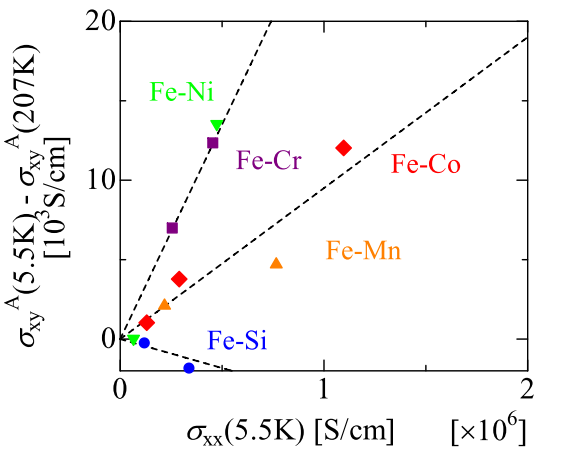 20
10
0
σxyA(5.5K) - σxyA(207K)
[10³S/cm]
Fe-Ni
Fe-Cr
Fe-Co
Fe-Mn
Fe-Si
0
1
2
σxx(5.5K) [S/cm]
[×10⁶]